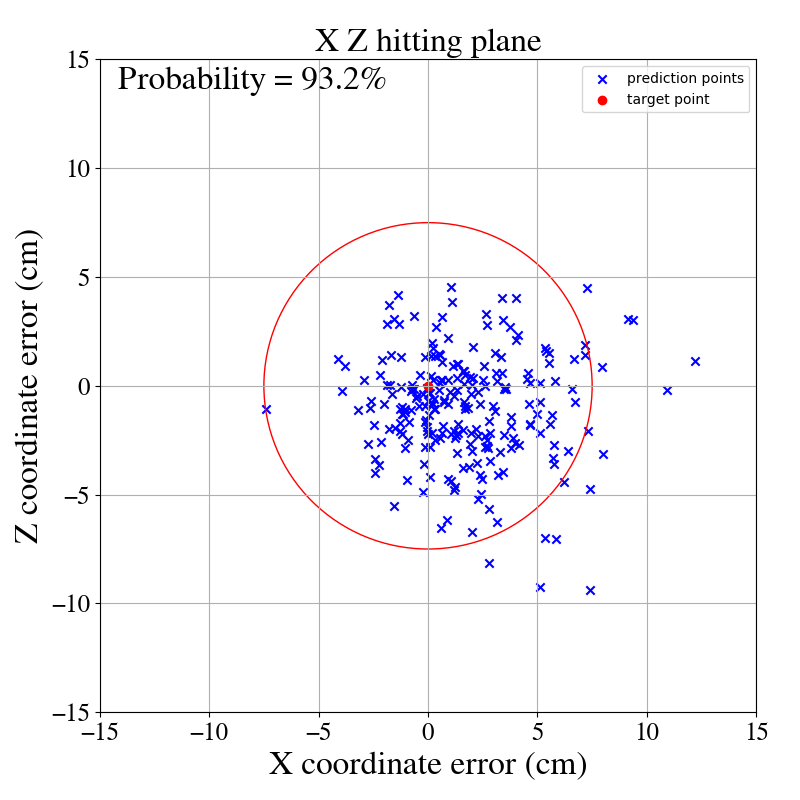 X Z hitting plane
Probability = 93.2%
prediction points
target point
15
10
5
0
−5
−10
−15
Z coordinate error (cm)
−15
−10
−5
0
5
10
15
X coordinate error (cm)